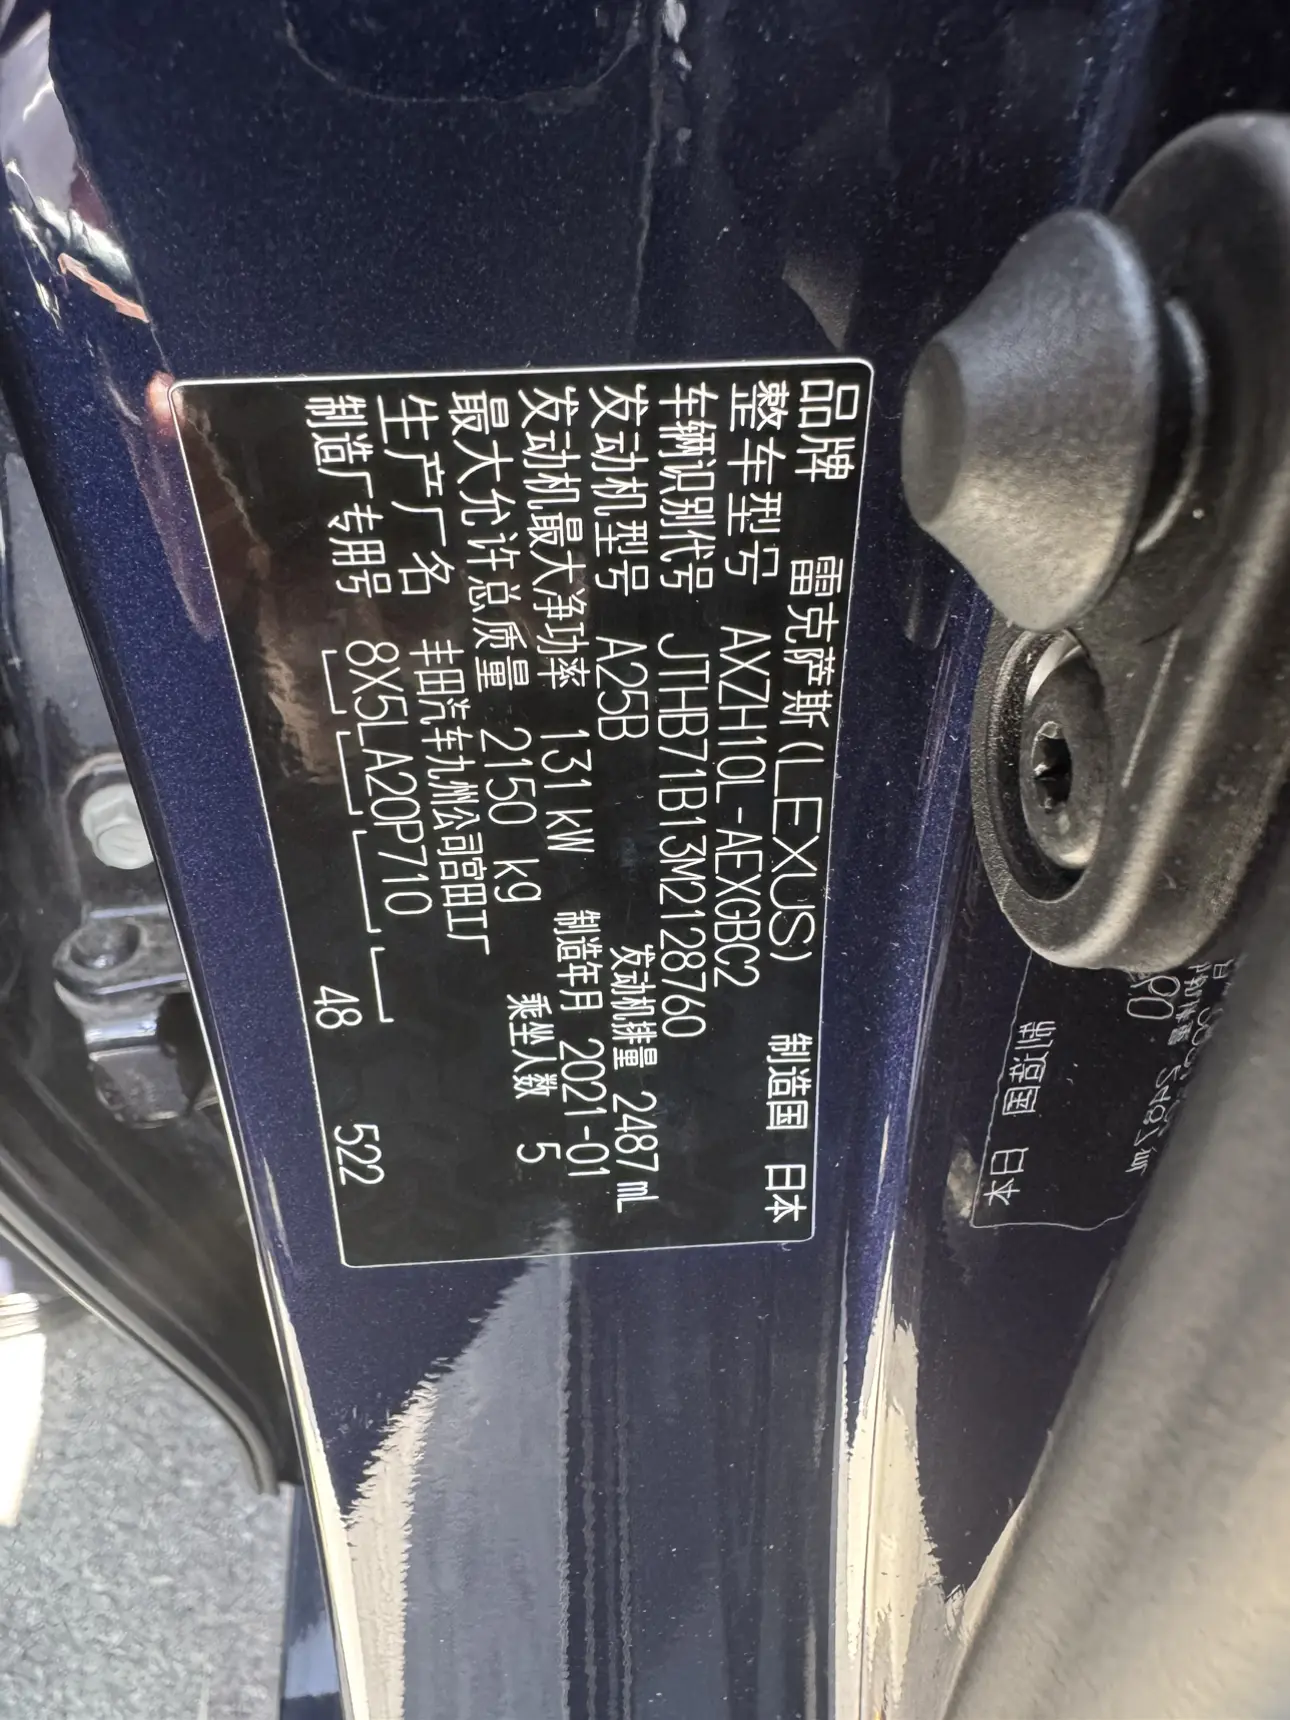 品牌 雷克萨斯(LEXUS) 制造国 日本
整车型号 AXZH10L-AEXGBC2
车辆识别代号 JTHB71B13M2128760
发动机型号 A25B 发动机排量 2487 mL
发动机最大净功率 131 kW 制造年月 2021-01
最大允许总质量 2150 kg 乘坐人数 5
生产厂名 丰田汽车九州公司宫田工厂
制造厂专用号 8X5LA20P710 48 522
制造国 日本